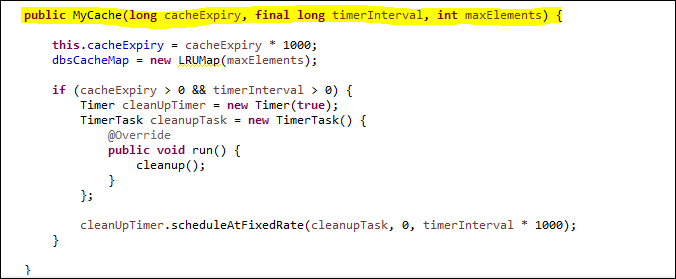 public MyCache(long cacheExpiry, final long timerInterval, int maxElements) {
this.cacheExpiry = cacheExpiry * 1000;
dbsCacheMap = new LRUMap(maxElements);
if (cacheExpiry > 0 && timerInterval > 0) {
Timer cleanUpTimer = new Timer(true);
TimerTask cleanupTask = new TimerTask() {
@Override
public void run() {
cleanup();
}
};
cleanUpTimer.scheduleAtFixedRate(cleanupTask, 0, timerInterval * 1000);
}
}